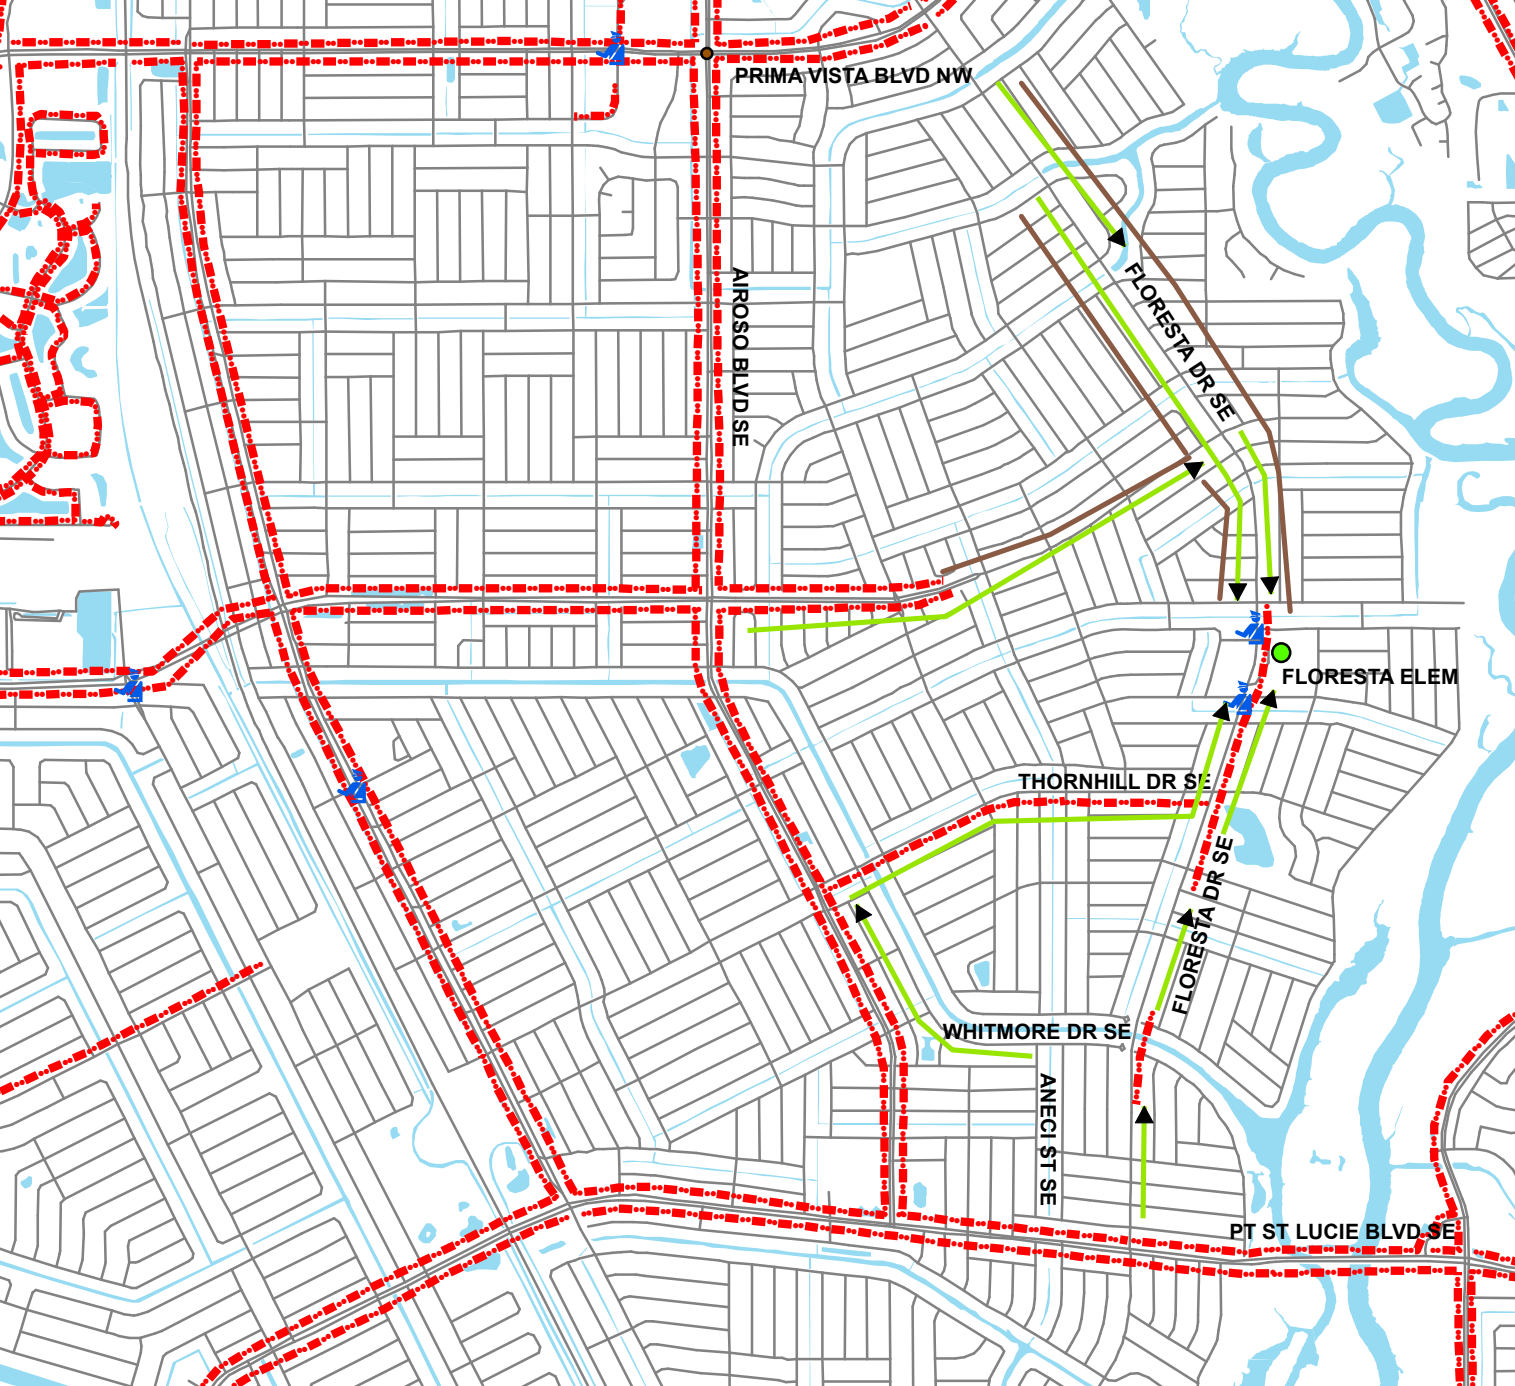 PRIMA VISTA BLVD NW
AIROSO BLVD SE
FLORESTA DR SE
FLORESTA ELEM
THORNHILL DR SE
FLORESTA DR SE
WHITMORE DR SE
ANECI ST SE
PT ST LUCIE BLVD SE